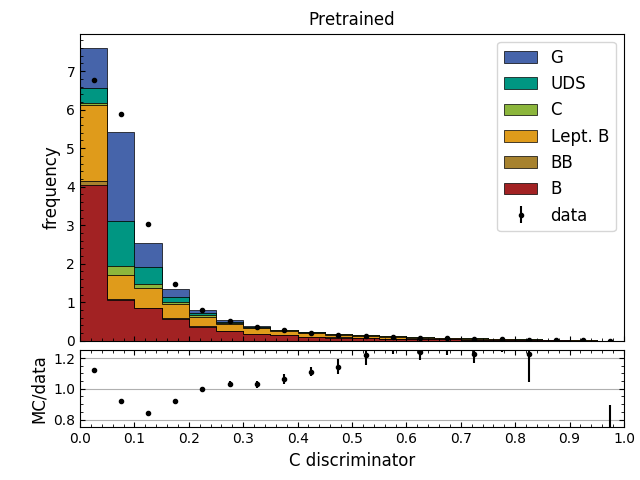 Pretrained
frequency
7
6
5
4
3
2
1
0
G
UDS
C
Lept. B
BB
B
data
MC/data
1.2
1.0
0.8
0.0 0.1 0.2 0.3 0.4 0.5 0.6 0.7 0.8 0.9 1.0
C discriminator